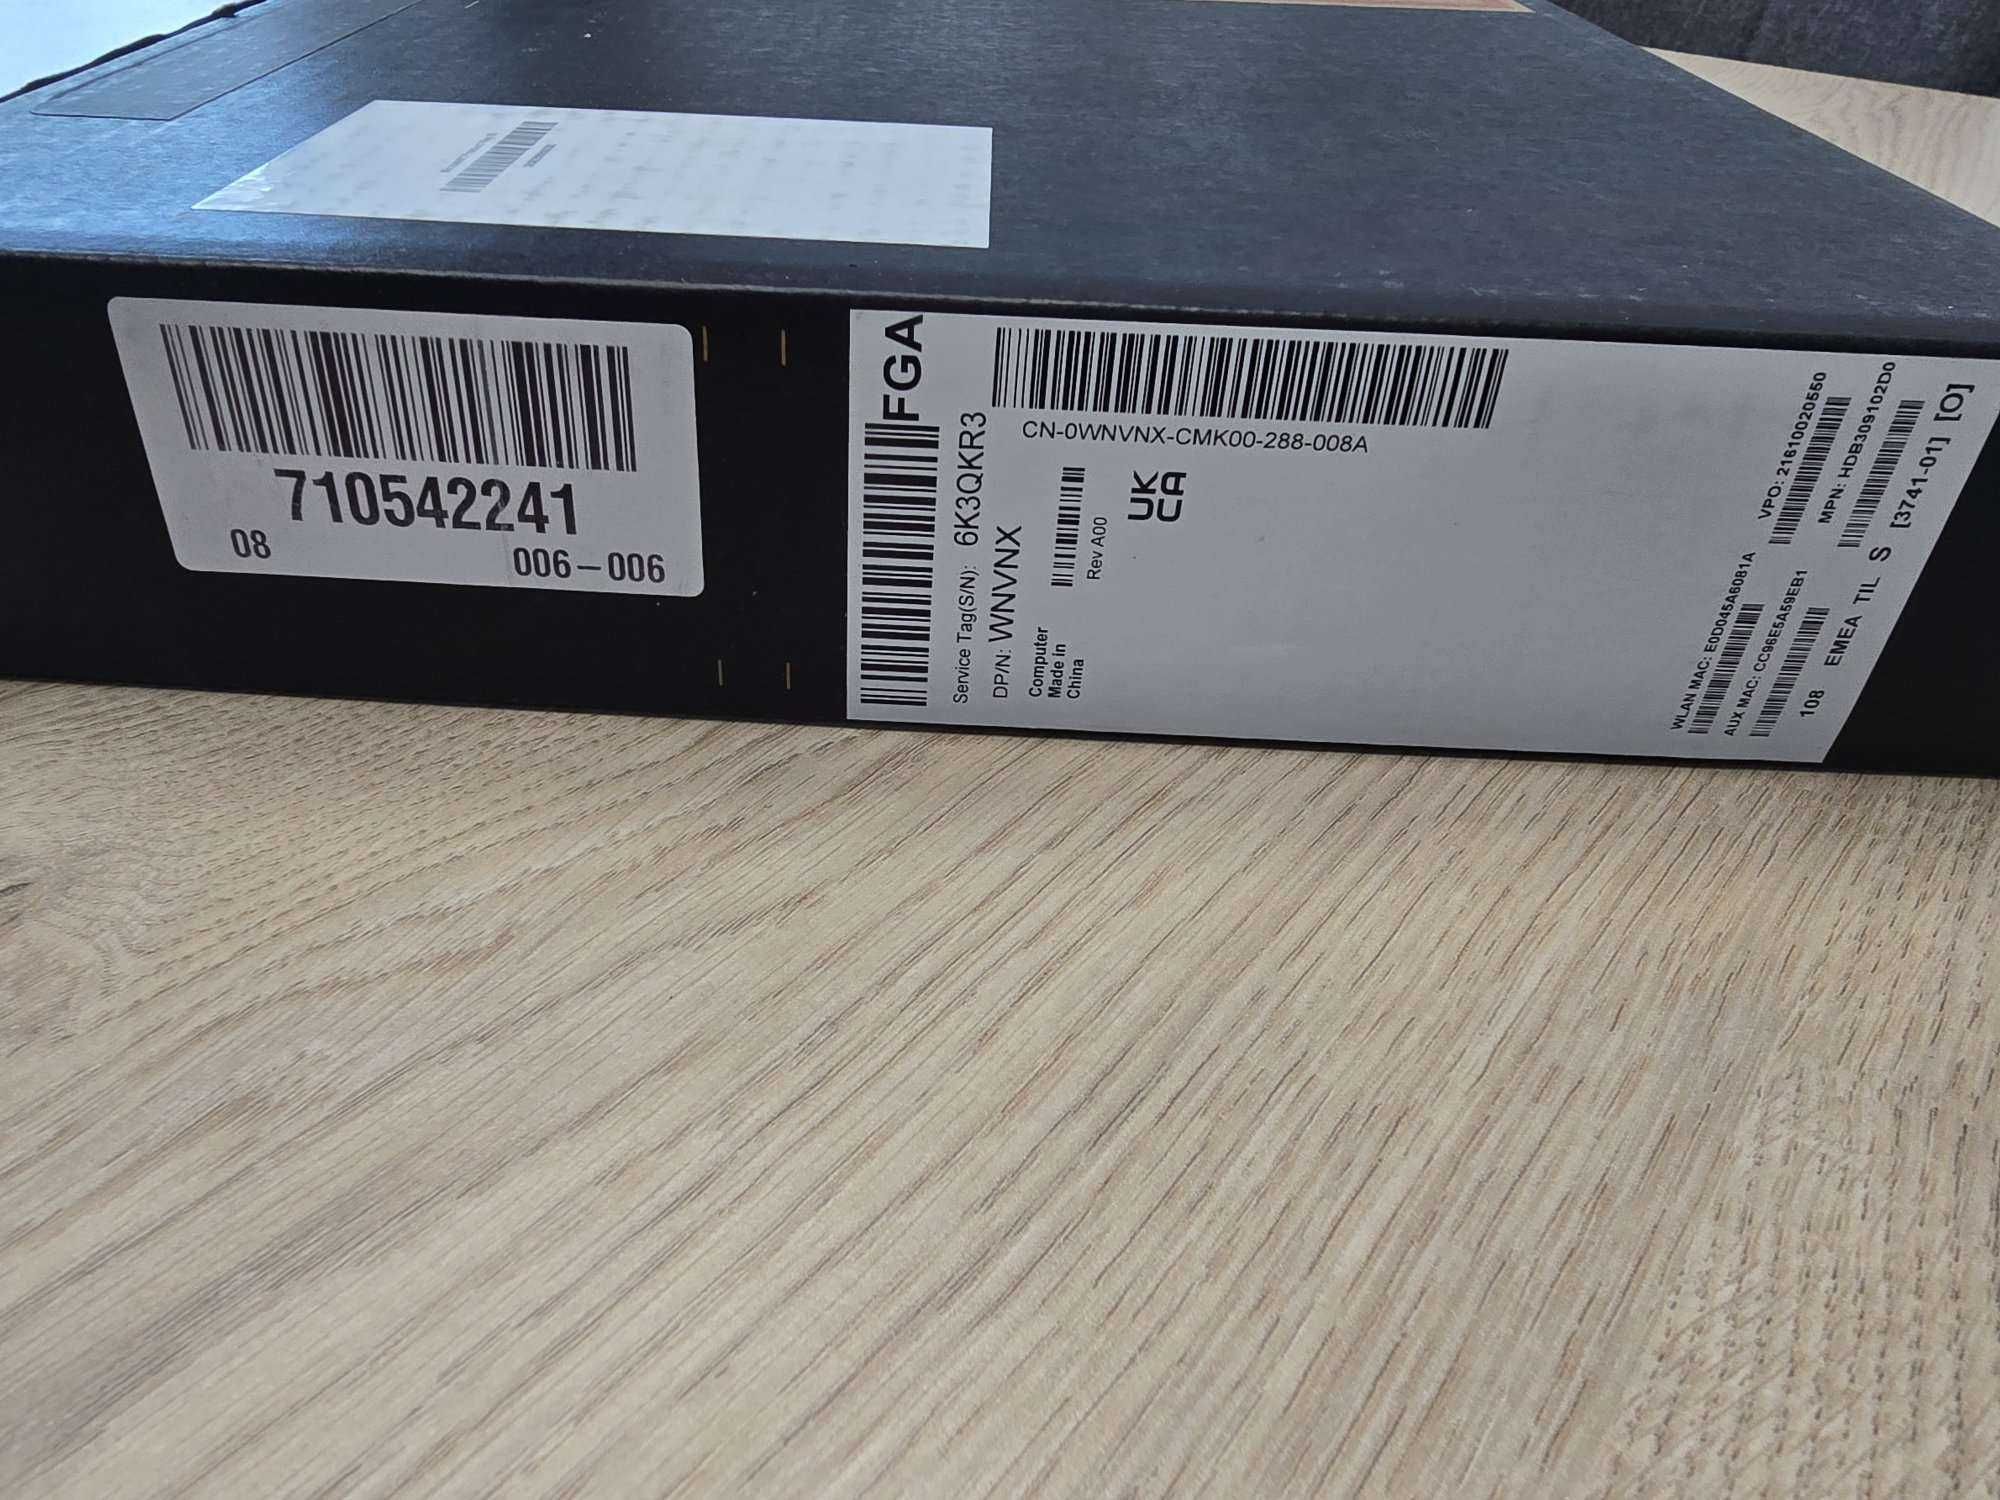 710542241
08
006-006
FGA
Service Tag(S/N): 6K3QKR3
DP/N: WNVNX
Computer
Made in
China
Rev A00
CN-0WNVNX-CMK00-288-008A
UK
CA
WLAN MAC: E0D045A6081A
AUX MAC: CC96E5A59EB1
VPO: 21610020550
MPN: HDB309102D0
108 EMEA TIL S [3741-01] [O]